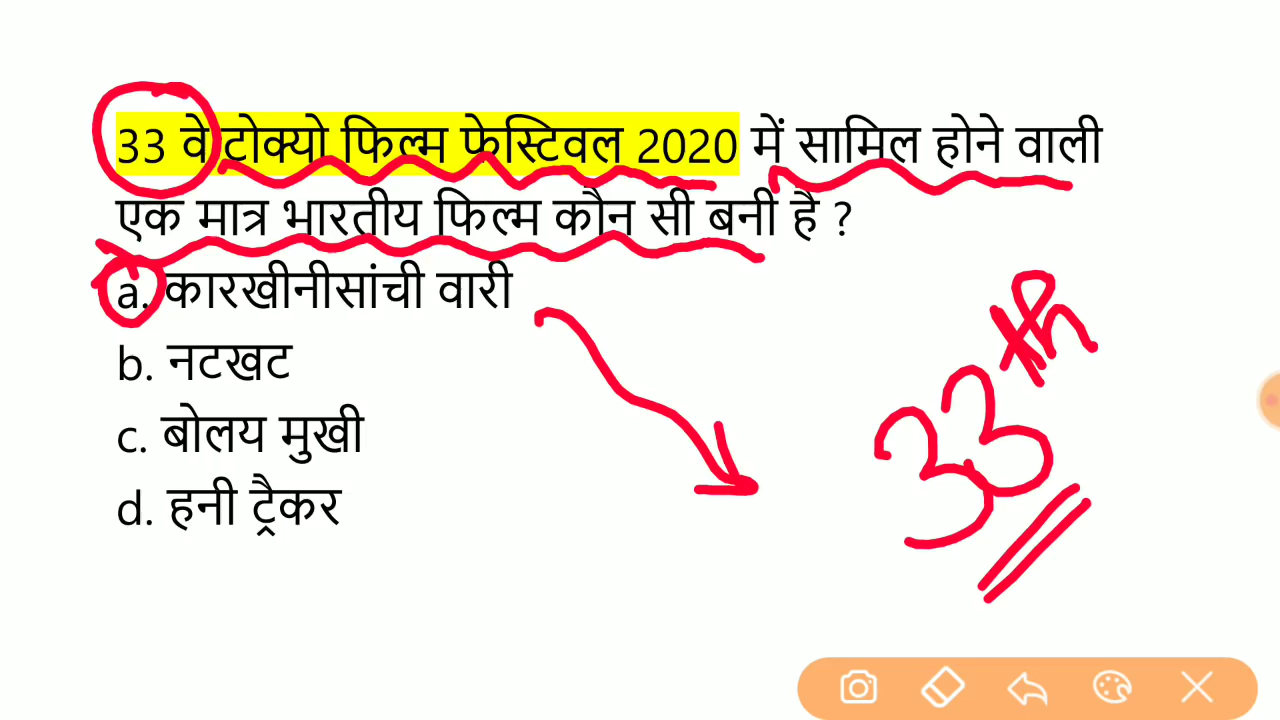 33 वे टोक्यो फिल्म फेस्टिवल 2020 में सामिल होने वाली
एक मात्र भारतीय फिल्म कौन सी बनी है ?
a. कारखीनीसांची वारी
b. नटखट
c. बोलय मुखी
d. हनी ट्रैकर
33th